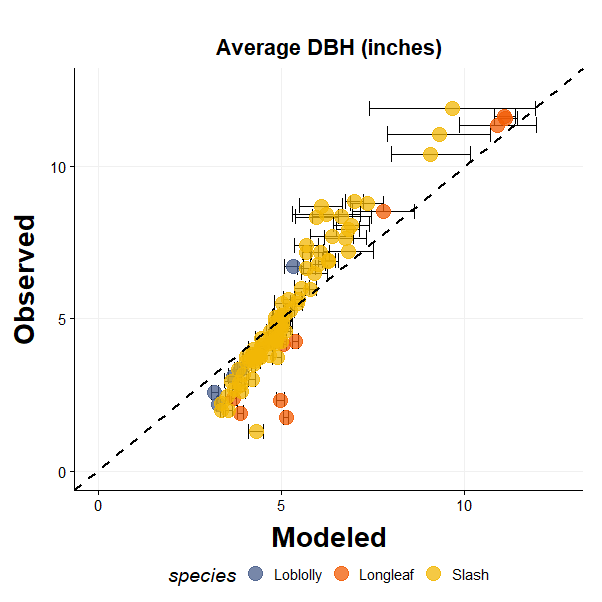 Average DBH (inches)
Observed
10
5
0
0 5 10
Modeled
species Loblolly Longleaf Slash